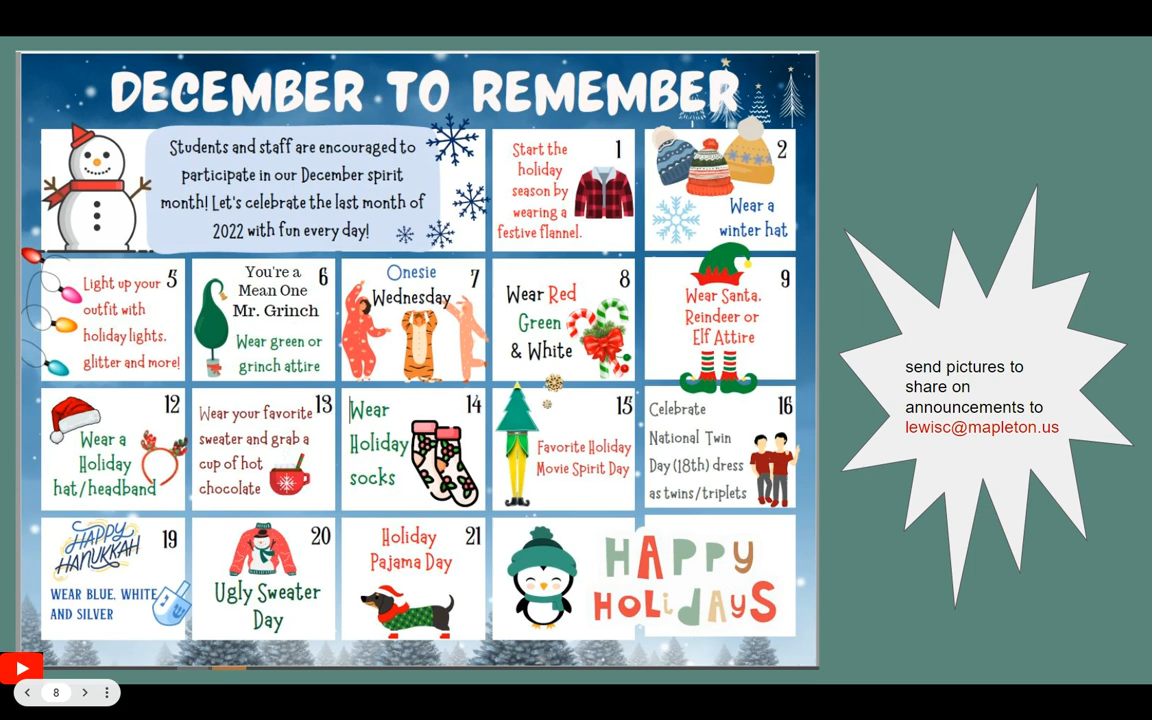 DECEMBER TO REMEMBER
Students and staff are encouraged to
participate in our December spirit
month! Let's celebrate the last month of
2022 with fun every day!
1
Start the
holiday
season by
wearing a
festive flannel.
2
Wear a
winter hat
5
Light up your
outfit with
holiday lights,
glitter and more!
6
You're a
Mean One
Mr. Grinch
Wear green or
grinch attire
7
Onesie
Wednesday
8
Wear Red
Green
& White
9
Wear Santa,
Reindeer or
Elf Attire
12
Wear a
Holiday
hat/headband
13
Wear your favorite
sweater and grab a
cup of hot
chocolate
14
Wear
Holiday
socks
15
Favorite Holiday
Movie Spirit Day
16
Celebrate
National Twin
Day (18th) dress
as twins/triplets
19
HAPPY
HANUKKAH
WEAR BLUE, WHITE
AND SILVER
20
Ugly Sweater
Day
21
Holiday
Pajama Day
HAPPY
HOLidAyS
send pictures to
share on
announcements to
lewisc@mapleton.us
8